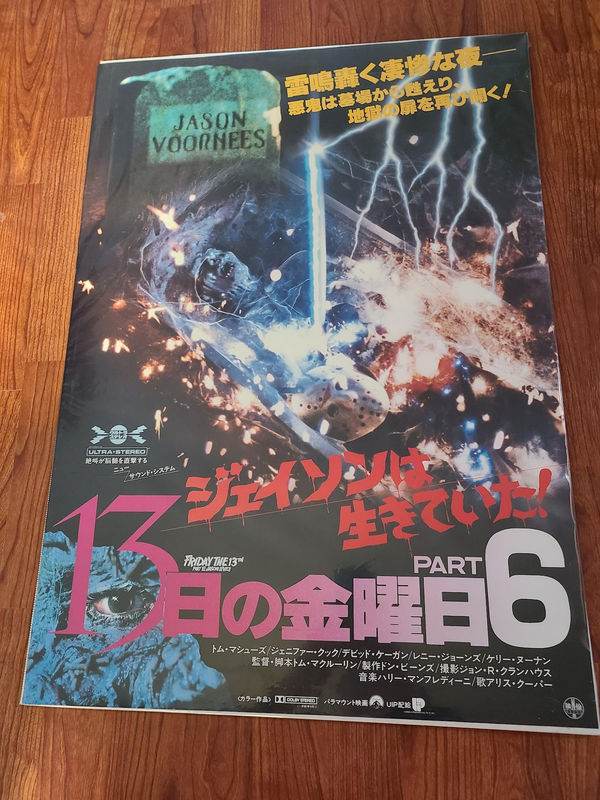 JASON
VOORHEES
雷鳴轟く凄惨な夜——
悪鬼は墓場から甦えり、
地獄の扉を再び開く!
ULTRA・STEREO
絶叫が脳髄を直撃する
ニュー
サウンド・システム
ジェイソンは
生きていた!
FRIDAY THE 13TH
PART VI: JASON LIVES
PART 6
13日の金曜日
トム・マシューズ/ジェニファー・クック/デビッド・ケーガン/レニー・ジョーンズ/ケリー・ヌーナン
監督・脚本トム・マクルーリン/製作ドン・ビーンズ/撮影ジョン・R・クランハウス
音楽ハリー・マンフレディーニ/歌アリス・クーパー
〈カラー作品〉 DOLBY STEREO パラマウント映画 UIP配給